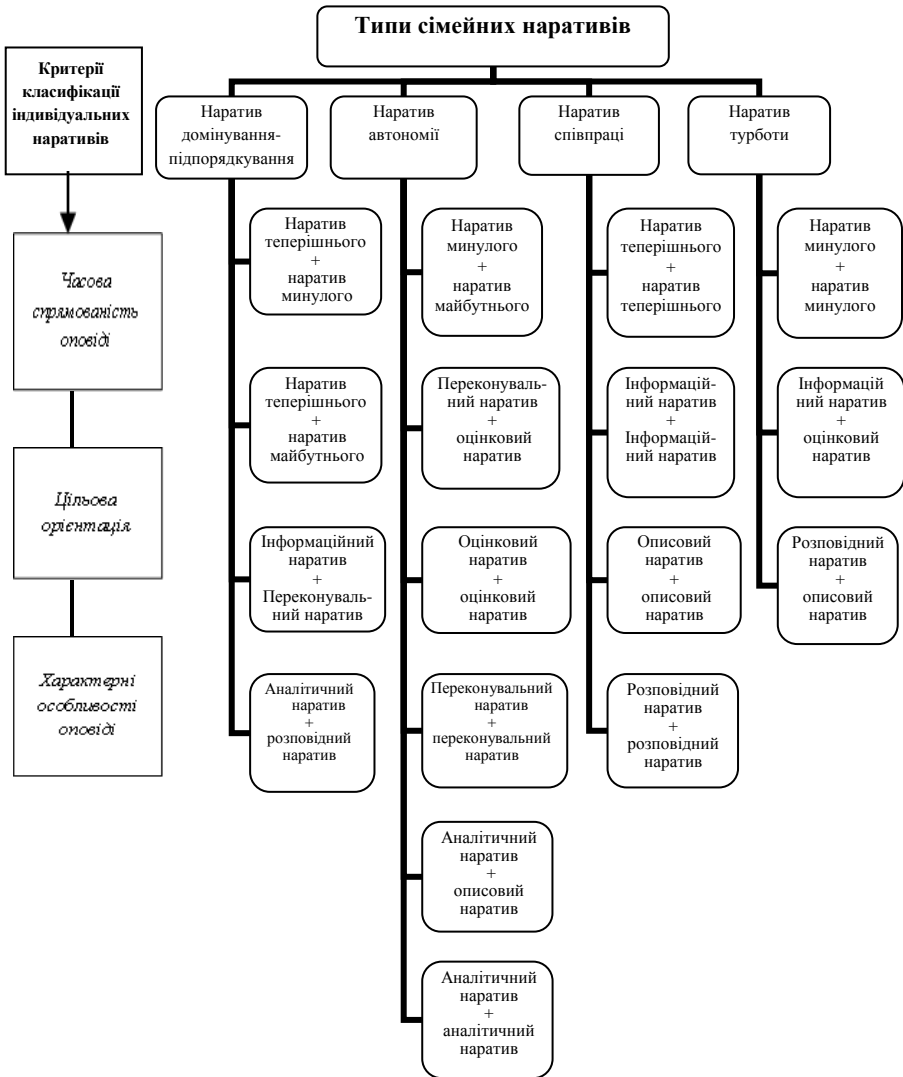 Типи сімейних наративів
Критерії
класифікації
індивідуальних
наративів
Часова
спрямованість
оповіді
Цільова
орієнтація
Характерні
особливості
оповіді
Наратив
домінування-
підпорядкування
Наратив
теперішнього
+
наратив
минулого
Наратив
теперішнього
+
наратив
майбутнього
Інформаційний
наратив
+
Переконуваль-
ний наратив
Аналітичний
наратив
+
розповідний
наратив
Наратив
автономії
Наратив
минулого
+
наратив
майбутнього
Переконуваль-
ний наратив
+
оцінковий
наратив
Оцінковий
наратив
+
оцінковий
наратив
Переконувальний
наратив
+
переконувальний
наратив
Аналітичний
наратив
+
описовий
наратив
Аналітичний
наратив
+
аналітичний
наратив
Наратив
співпраці
Наратив
теперішнього
+
наратив
теперішнього
Інформацій-
ний наратив
+
Інформацій-
ний наратив
Описовий
наратив
+
описовий
наратив
Розповідний
наратив
+
розповідний
наратив
Наратив
турботи
Наратив
минулого
+
наратив
минулого
Інформацій
ний наратив
+
оцінковий
наратив
Розповідний
наратив
+
описовий
наратив